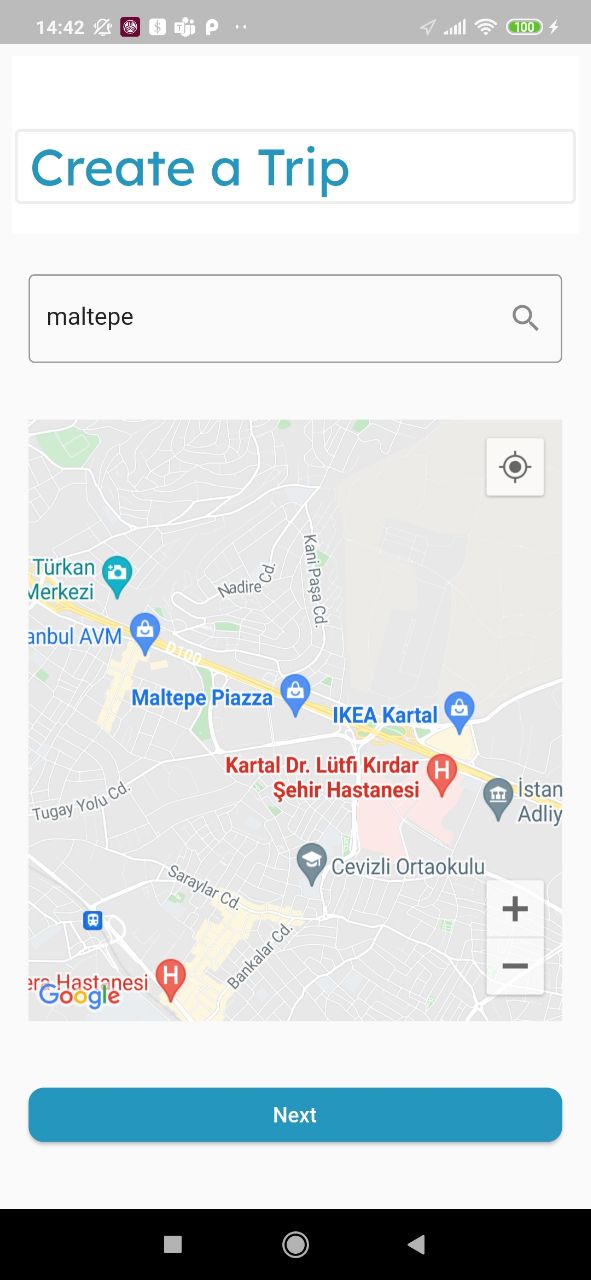 14:42
100
Create a Trip
maltepe
Türkan
Merkezi
Nadire Cd.
Kani Paşa Cd.
anbul AVM
D100
Maltepe Piazza
IKEA Kartal
Kartal Dr. Lütfi Kırdar
Şehir Hastanesi
İstan
Adliy
Tugay Yolu Cd.
Cevizli Ortaokulu
Saraylar Cd.
Bankalar Cd.
era Hastanesi
Google
Next